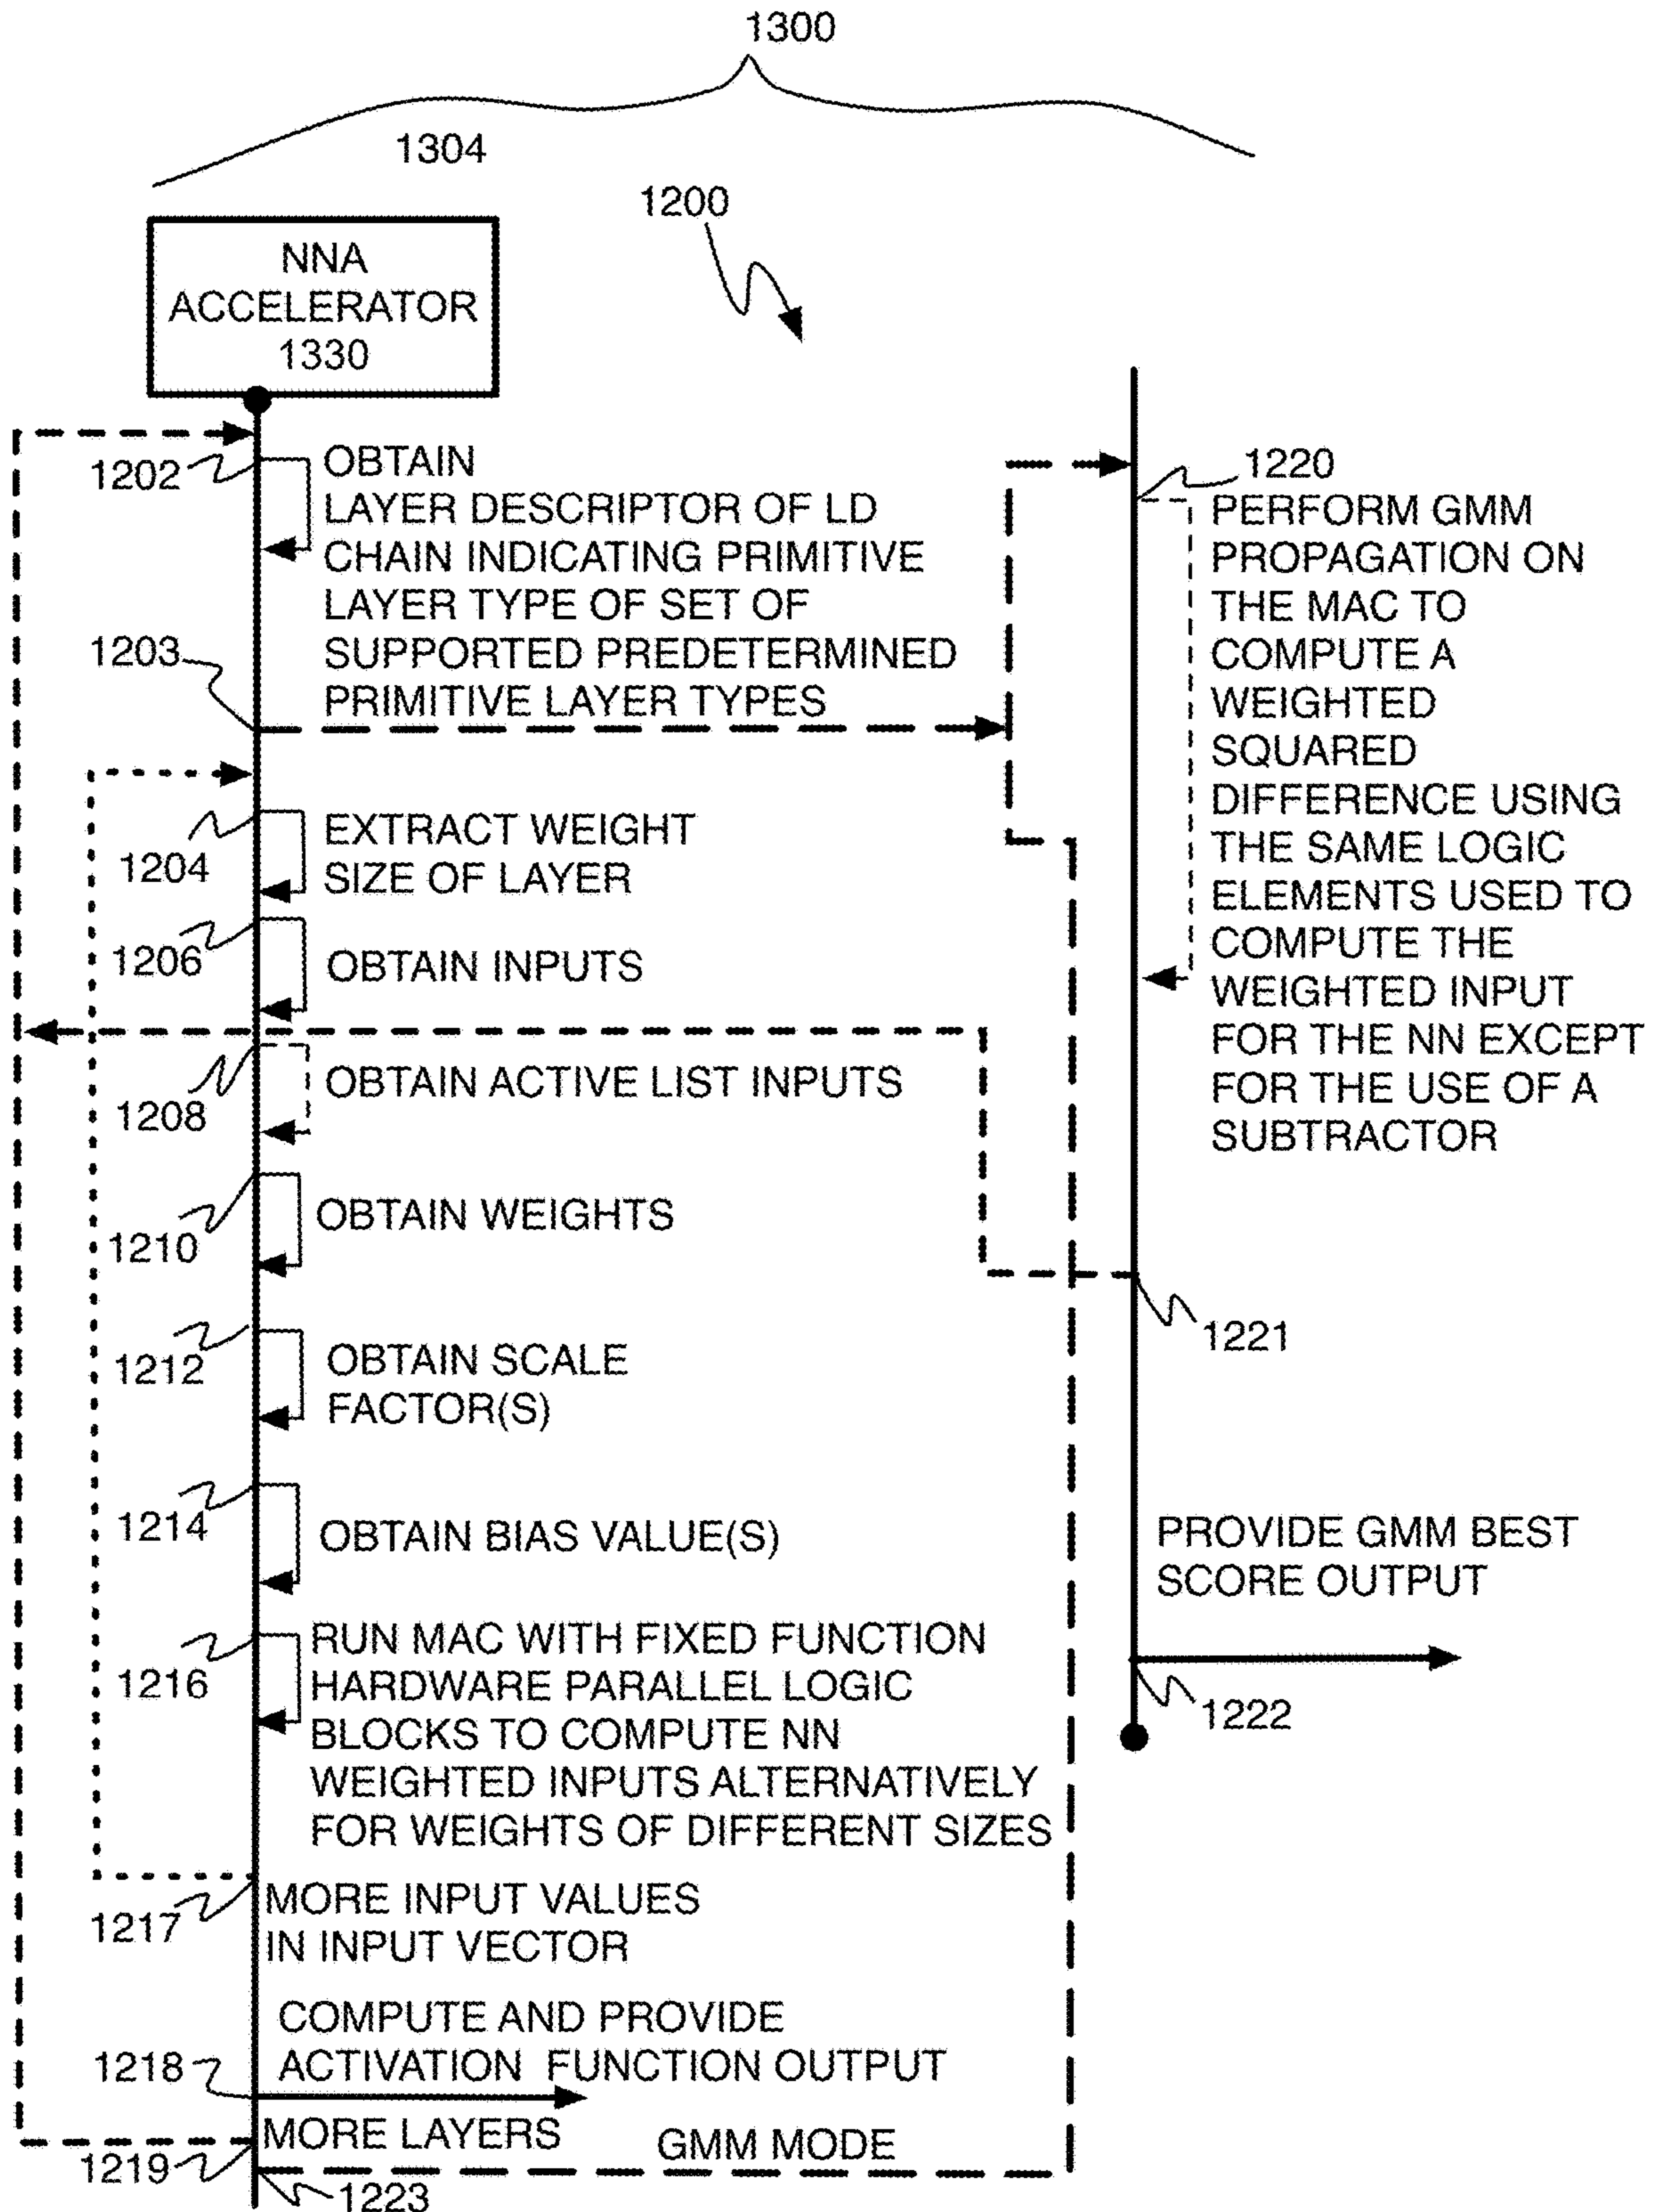 1300
1304
1200
NNA
ACCELERATOR
1330
1202
OBTAIN
LAYER DESCRIPTOR OF LD
CHAIN INDICATING PRIMITIVE
LAYER TYPE OF SET OF
SUPPORTED PREDETERMINED
PRIMITIVE LAYER TYPES
1203
1204
EXTRACT WEIGHT
SIZE OF LAYER
1206
OBTAIN INPUTS
1208
OBTAIN ACTIVE LIST INPUTS
1210
OBTAIN WEIGHTS
1212
OBTAIN SCALE
FACTOR(S)
1214
OBTAIN BIAS VALUE(S)
1216
RUN MAC WITH FIXED FUNCTION
HARDWARE PARALLEL LOGIC
BLOCKS TO COMPUTE NN
WEIGHTED INPUTS ALTERNATIVELY
FOR WEIGHTS OF DIFFERENT SIZES
1217
MORE INPUT VALUES
IN INPUT VECTOR
COMPUTE AND PROVIDE
ACTIVATION FUNCTION OUTPUT
1218
MORE LAYERS
GMM MODE
1219
1223
1220
PERFORM GMM
PROPAGATION ON
THE MAC TO
COMPUTE A
WEIGHTED
SQUARED
DIFFERENCE USING
THE SAME LOGIC
ELEMENTS USED TO
COMPUTE THE
WEIGHTED INPUT
FOR THE NN EXCEPT
FOR THE USE OF A
SUBTRACTOR
1221
PROVIDE GMM BEST
SCORE OUTPUT
1222